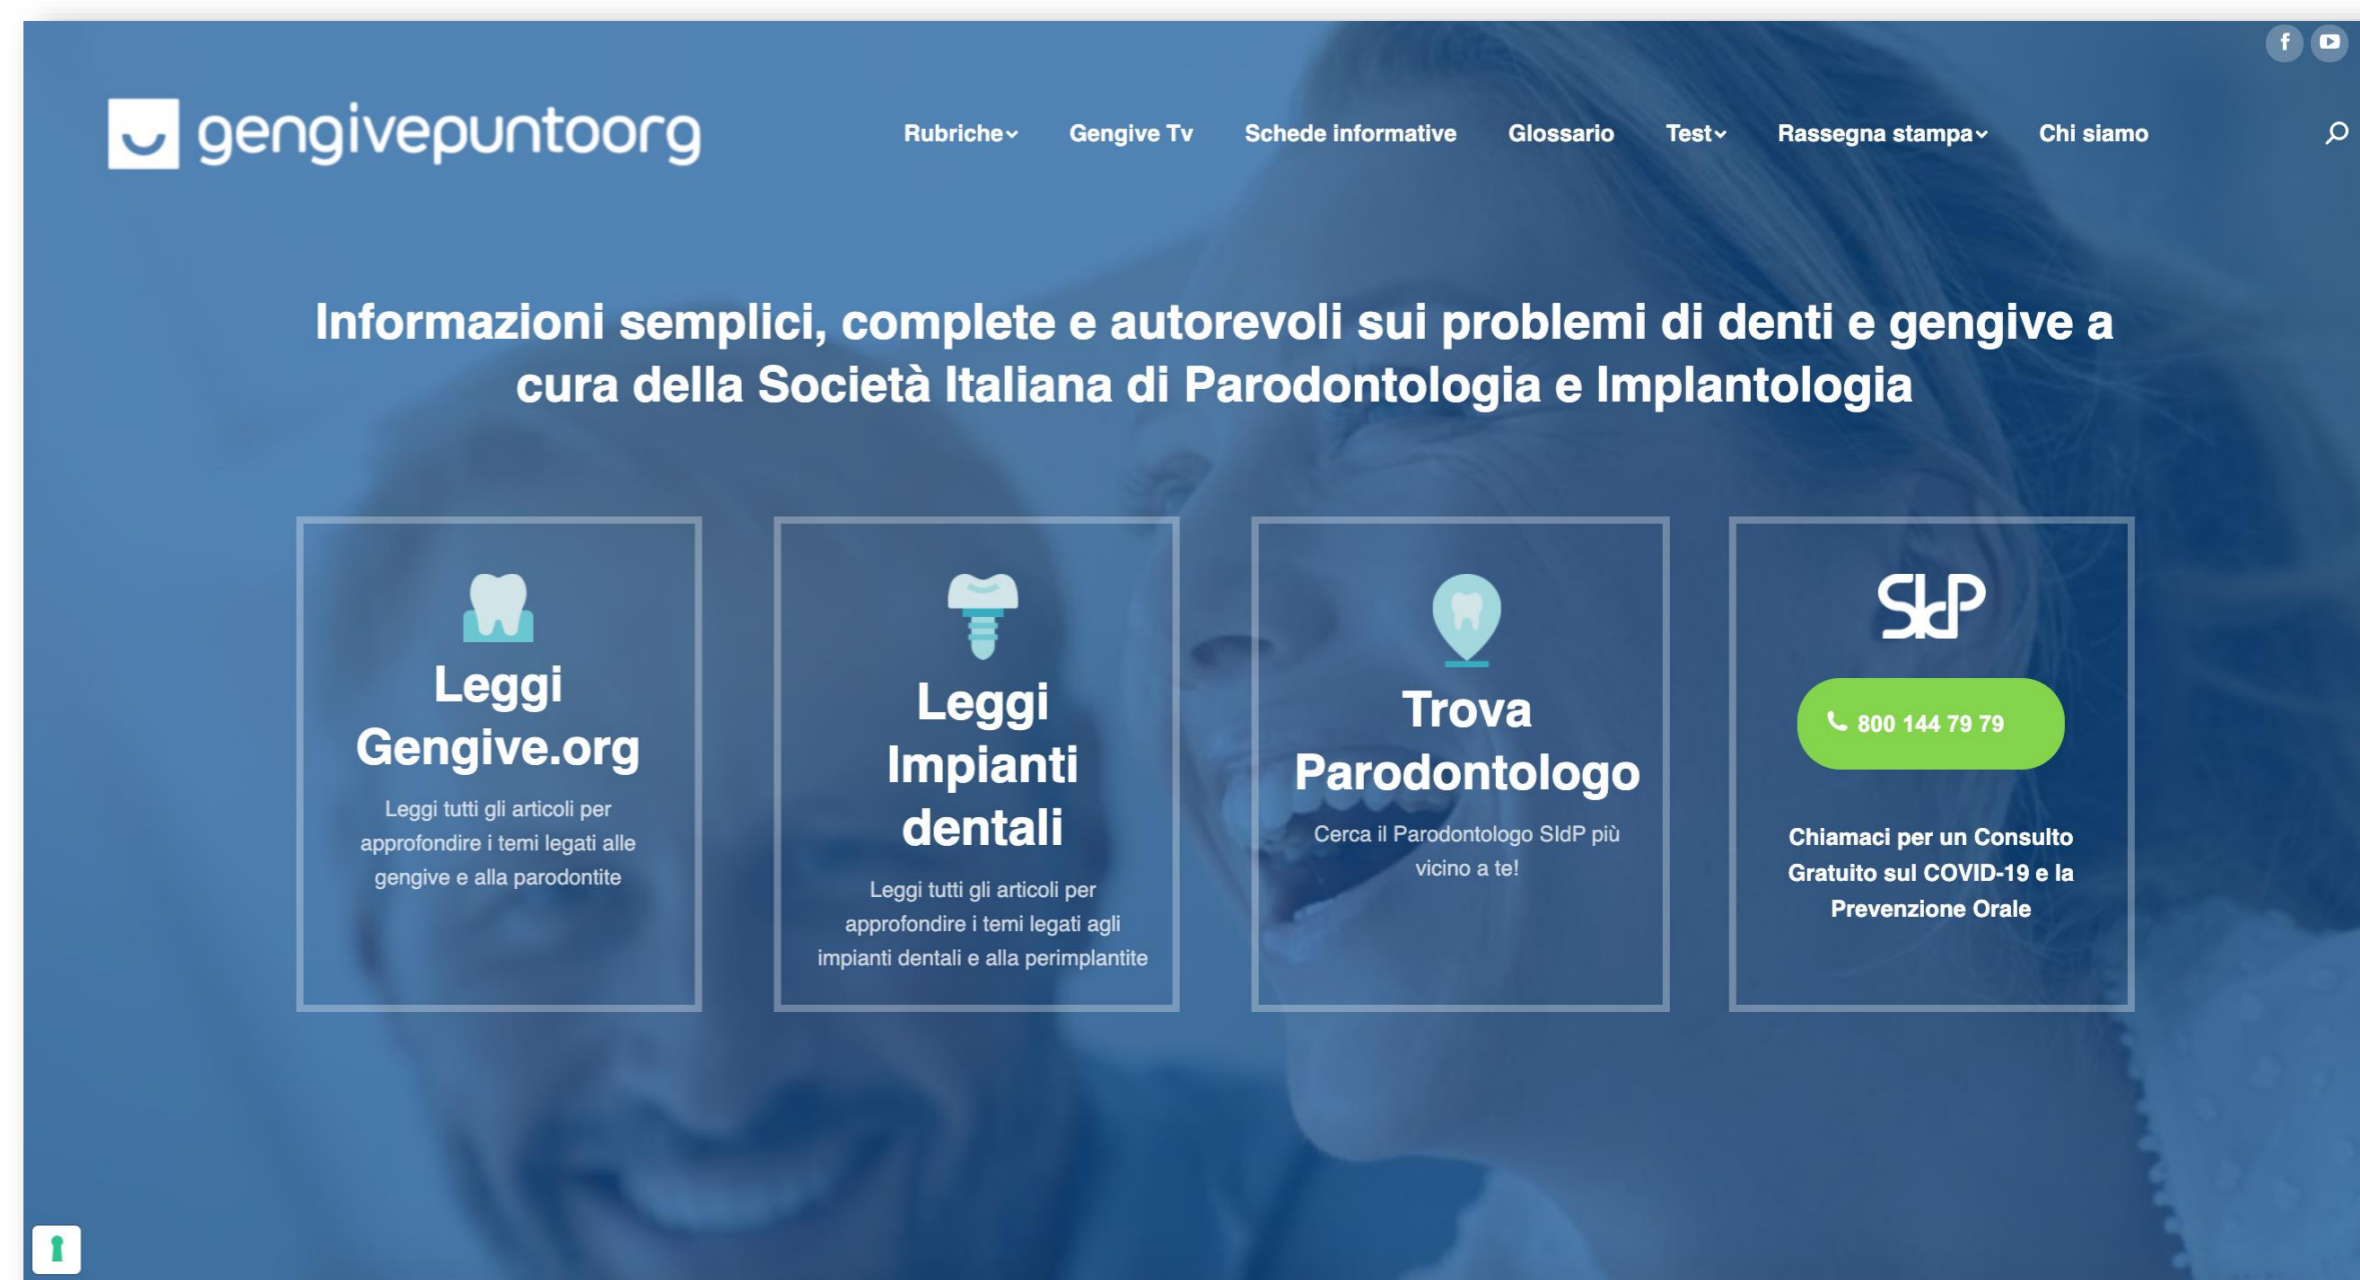 gengivepuntoorg
Rubriche
Gengive Tv
Schede informative
Glossario
Test
Rassegna stampa
Chi siamo
Informazioni semplici, complete e autorevoli sui problemi di denti e gengive a
cura della Società Italiana di Parodontologia e Implantologia
Leggi
Gengive.org
Leggi tutti gli articoli per
approfondire i temi legati alle
gengive e alla parodontite
Leggi
Impianti
dentali
Leggi tutti gli articoli per
approfondire i temi legati agli
impianti dentali e alla perimplantite
Trova
Parodontologo
Cerca il Parodontologo SIdP più
vicino a te!
SIdP
800 144 79 79
Chiamaci per un Consulto
Gratuito sul COVID-19 e la
Prevenzione Orale